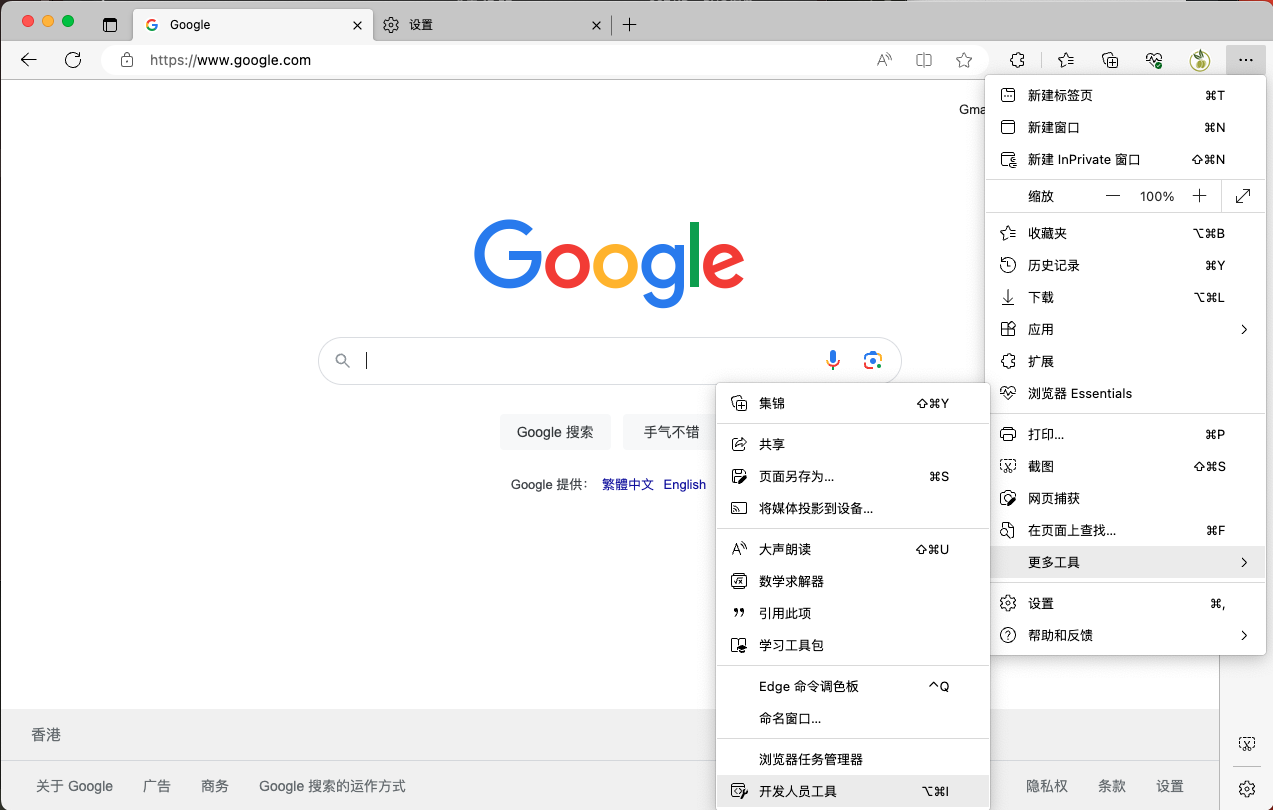 Google
设置
https://www.google.com
Gma
新建标签页 ⌘T
新建窗口 ⌘N
新建 InPrivate 窗口 ⇧⌘N
缩放 — 100% +
收藏夹 ⌥⌘B
历史记录 ⌘Y
下载 ⌥⌘L
应用
扩展
浏览器 Essentials
打印... ⌘P
截图 ⇧⌘S
网页捕获
在页面上查找... ⌘F
更多工具
设置 ⌘,
帮助和反馈
Google
Google 搜索
手气不错
Google 提供： 繁體中文 English
集锦 ⇧⌘Y
共享
页面另存为... ⌘S
将媒体投影到设备...
大声朗读 ⇧⌘U
数学求解器
引用此项
学习工具包
Edge 命令调色板 ^Q
命名窗口...
浏览器任务管理器
开发人员工具 ⌥⌘I
香港
关于 Google 广告 商务 Google 搜索的运作方式
隐私权 条款 设置